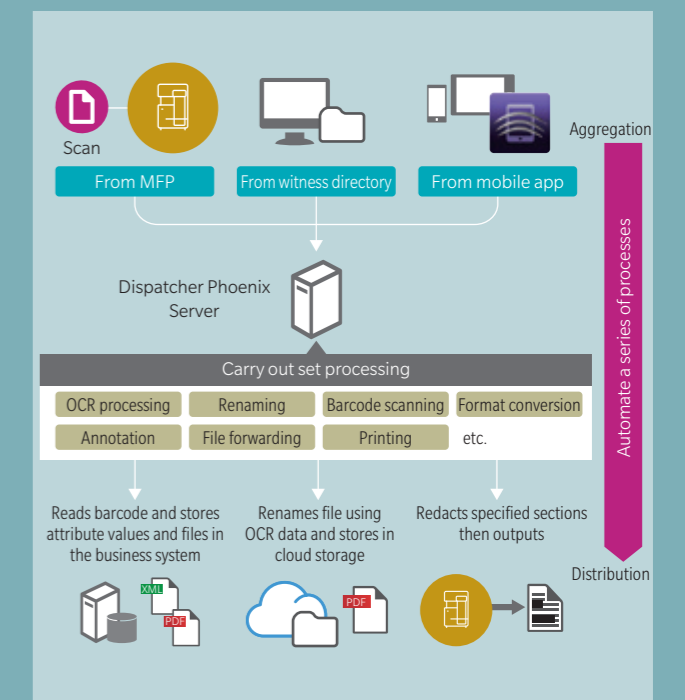 Scan
Aggregation
From MFP
From witness directory
From mobile app
Automate a series of processes
Dispatcher Phoenix
Server
Carry out set processing
OCR processing
Renaming
Barcode scanning
Format conversion
Annotation
File forwarding
Printing
etc.
Reads barcode and stores
attribute values and files in
the business system
Renames file using
OCR data and stores in
cloud storage
Redacts specified sections
then outputs
Distribution
XML
PDF
PDF